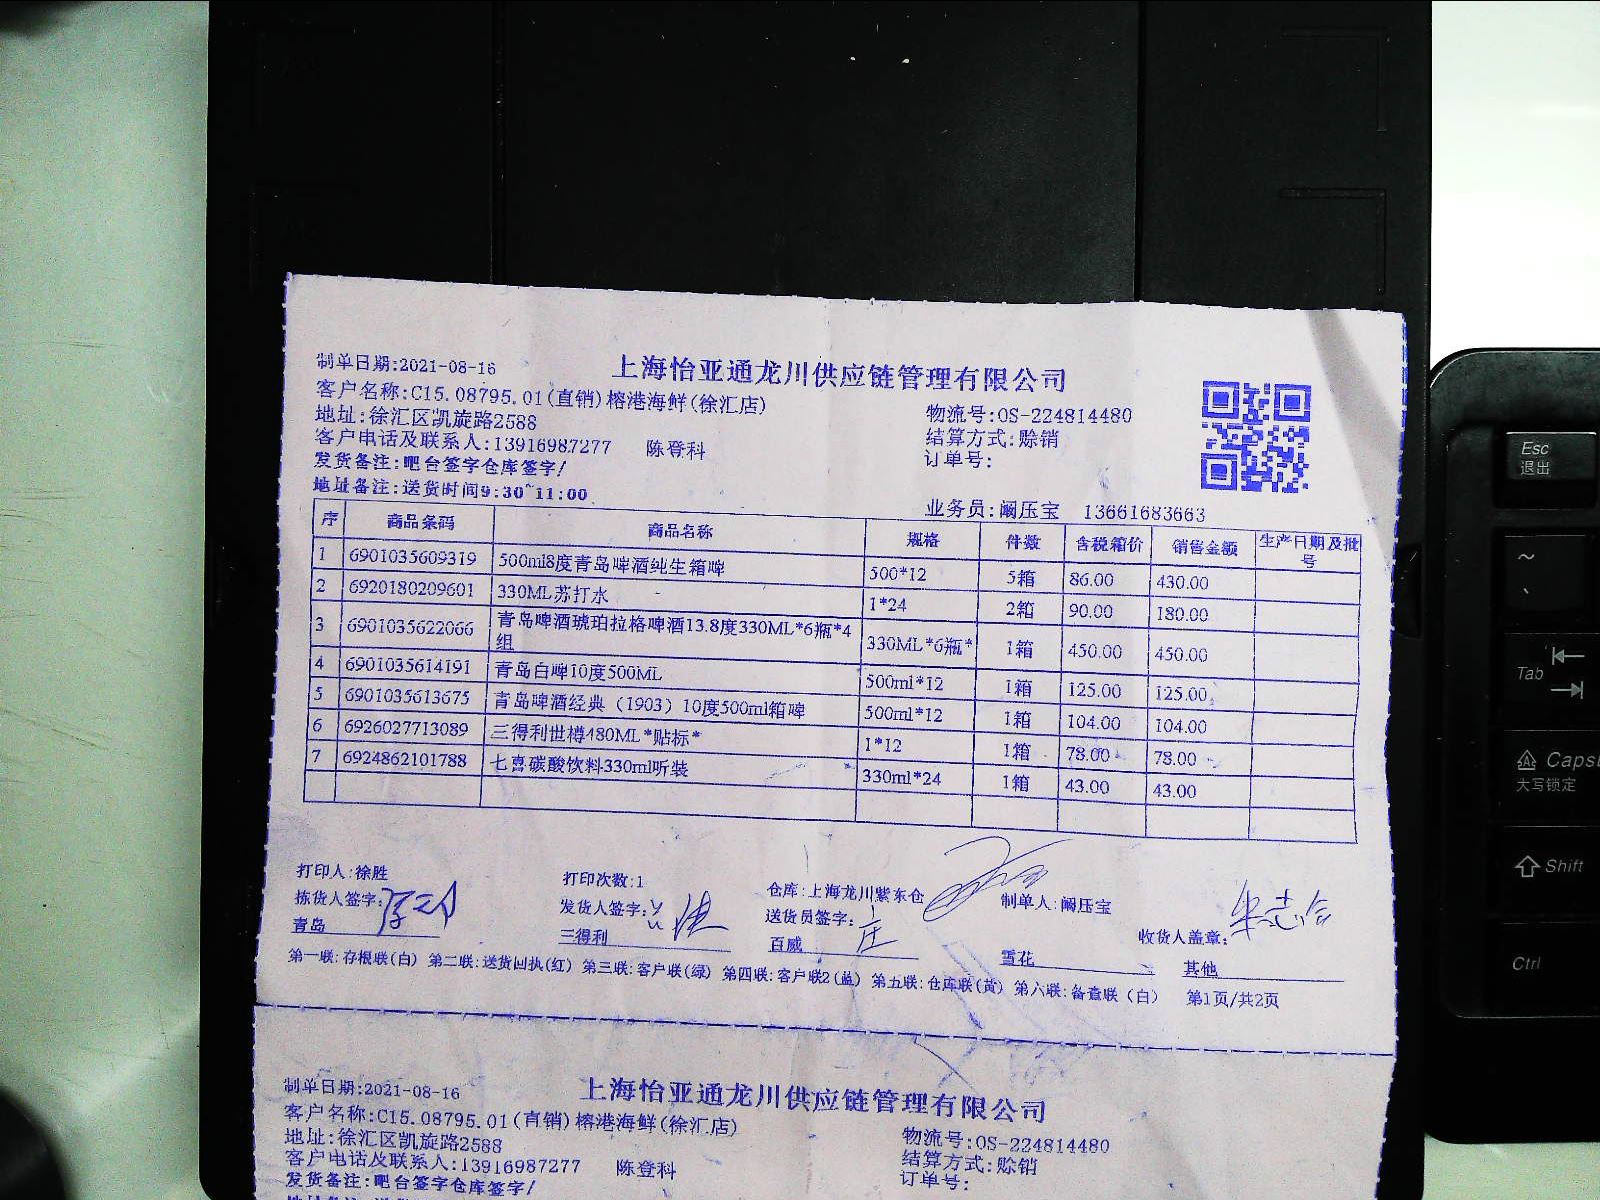 制单日期:2021-08-16
上海怡亚通龙川供应链管理有限公司
客户名称:C15.08795.01(直销)榕港海鲜(徐汇店)
物流号:OS-224814480
地址:徐汇区凯旋路2588
结算方式:赊销
客户电话及联系人:13916987277 陈登科
订单号:
发货备注:吧台签字仓库签字/
地址备注:送货时间9:30~11:00
业务员:阚压宝 13661683663
序 商品条码 商品名称 规格 件数 含税箱价 销售金额 生产日期及批号
1 6901035609319 500ml8度青岛啤酒纯生箱啤 500*12 5箱 86.00 430.00
2 6920180209601 330ML苏打水 1*24 2箱 90.00 180.00
3 6901035622066 青岛啤酒琥珀拉格啤酒13.8度330ML*6瓶*4组 330ML*6瓶* 1箱 450.00 450.00
4 6901035614191 青岛白啤10度500ML 500ml*12 1箱 125.00 125.00
5 6901035613675 青岛啤酒经典（1903）10度500ml箱啤 500ml*12 1箱 104.00 104.00
6 6926027713089 三得利世樽480ML*贴标* 1*12 1箱 78.00 78.00
7 6924862101788 七喜碳酸饮料330ml听装 330ml*24 1箱 43.00 43.00
打印人:徐胜 打印次数:1 仓库:上海龙川紫东仓 制单人:阚压宝
拣货人签字: 发货人签字: 送货员签字: 庄 收货人盖章:
青岛 三得利 百威 雪花 其他
第一联:存根联(白) 第二联:送货回执(红) 第三联:客户联(绿) 第四联:客户联2(蓝) 第五联:仓库联(黄) 第六联:备查联（白） 第1页/共2页
制单日期:2021-08-16
上海怡亚通龙川供应链管理有限公司
客户名称:C15.08795.01(直销)榕港海鲜(徐汇店)
物流号:OS-224814480
地址:徐汇区凯旋路2588
结算方式:赊销
客户电话及联系人:13916987277 陈登科
订单号:
发货备注:吧台签字仓库签字/
Esc
退出
~
Tab
Caps
大写锁定
Shift
Ctrl